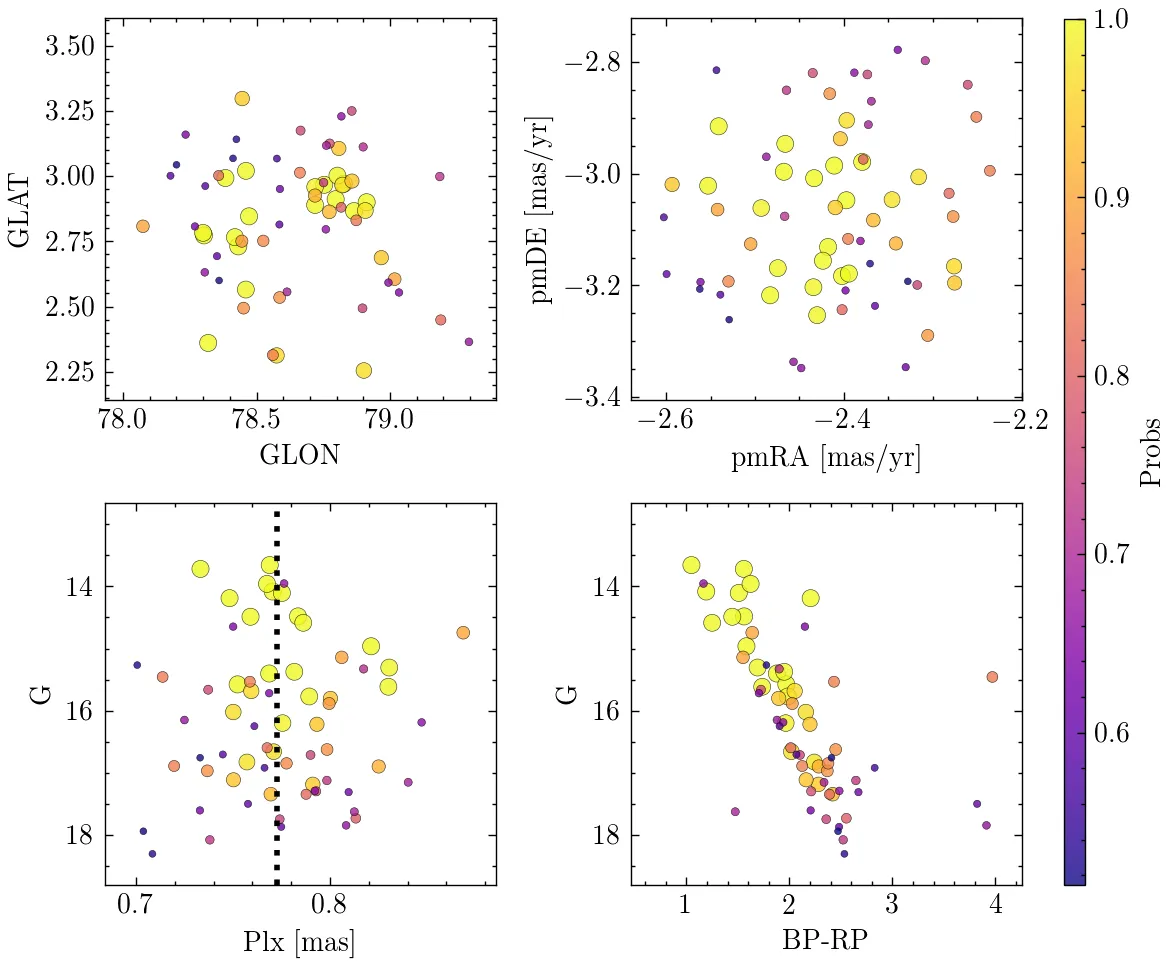 3.50
3.25
3.00
2.75
2.50
2.25
GLAT
78.0 78.5 79.0
GLON
−2.8
−3.0
−3.2
−3.4
pmDE [mas/yr]
−2.6 −2.4 −2.2
pmRA [mas/yr]
14
16
18
G
0.7 0.8
Plx [mas]
14
16
18
G
1 2 3 4
BP-RP
1.0
0.9
0.8
0.7
0.6
Probs